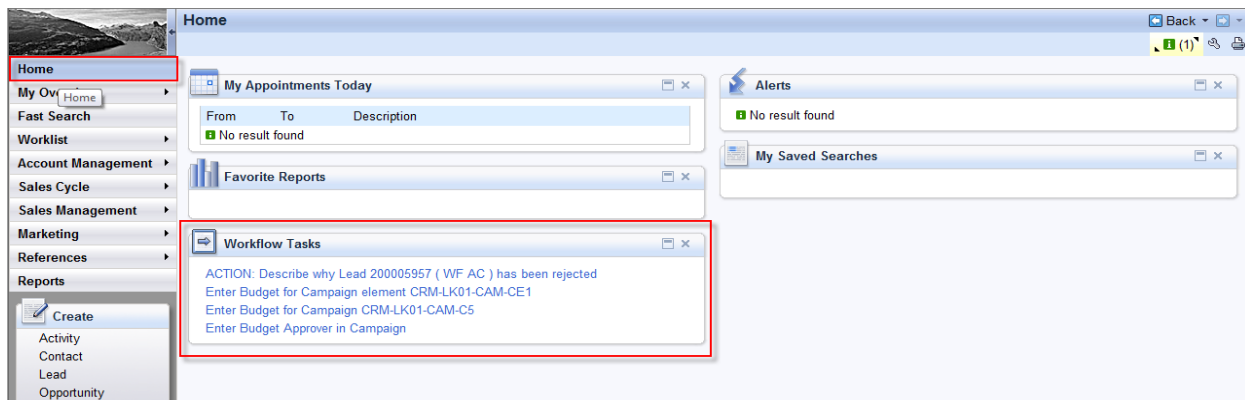 Home
Back
(1)
Home
My Ov
Home
Fast Search
Worklist
Account Management
Sales Cycle
Sales Management
Marketing
References
Reports
Create
Activity
Contact
Lead
Opportunity
My Appointments Today
From To Description
No result found
Favorite Reports
Workflow Tasks
ACTION: Describe why Lead 200005957 ( WF AC ) has been rejected
Enter Budget for Campaign element CRM-LK01-CAM-CE1
Enter Budget for Campaign CRM-LK01-CAM-C5
Enter Budget Approver in Campaign
Alerts
No result found
My Saved Searches